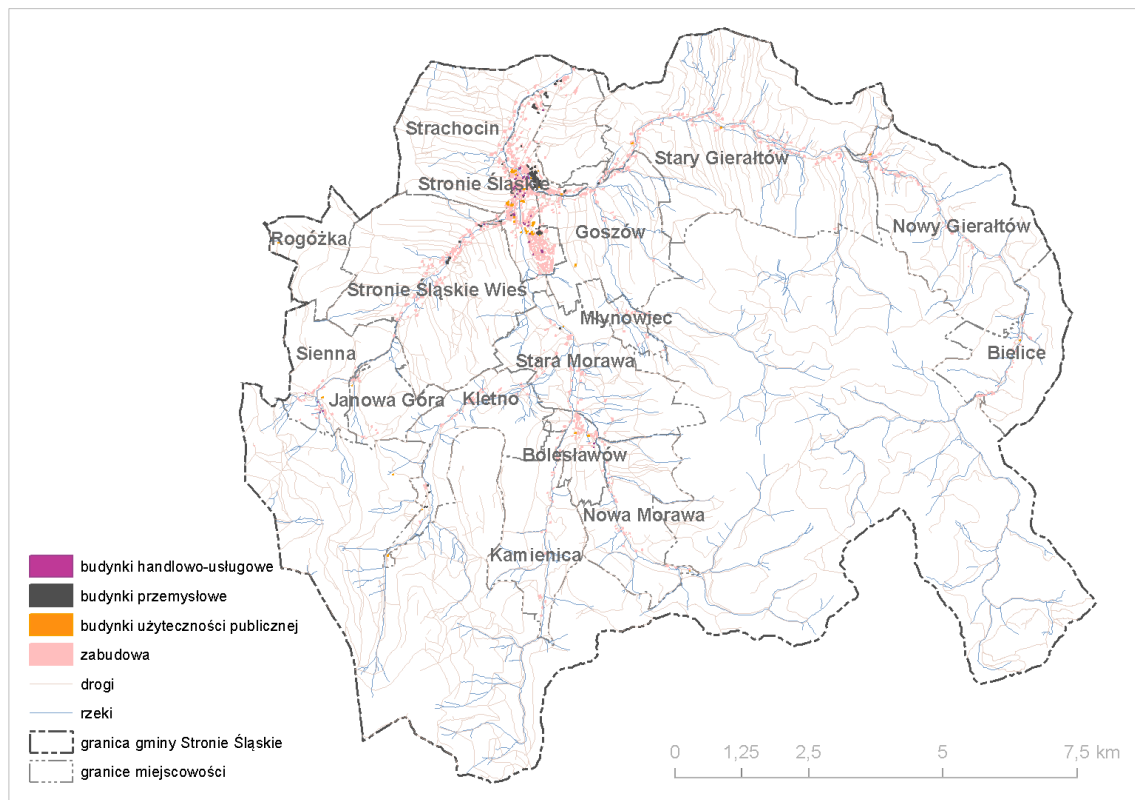 Strachocin
Stary Gierałtów
Stronie Śląskie
Nowy Gierałtów
Rogóżka
Goszów
Stronie Śląskie Wieś
Młynowiec
Sienna
Stara Morawa
Bielice
Janowa Góra
Kletno
Bolesławów
Nowa Morawa
Kamienica
budynki handlowo-usługowe
budynki przemysłowe
budynki użyteczności publicznej
zabudowa
drogi
rzeki
granica gminy Stronie Śląskie
granice miejscowości
0 1,25 2,5 5 7,5 km